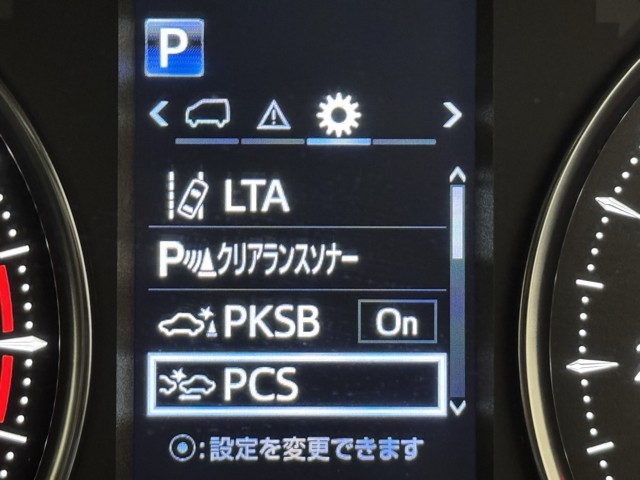 P
LTA
P クリアランスソナー
PKSB On
PCS
:設定を変更できます